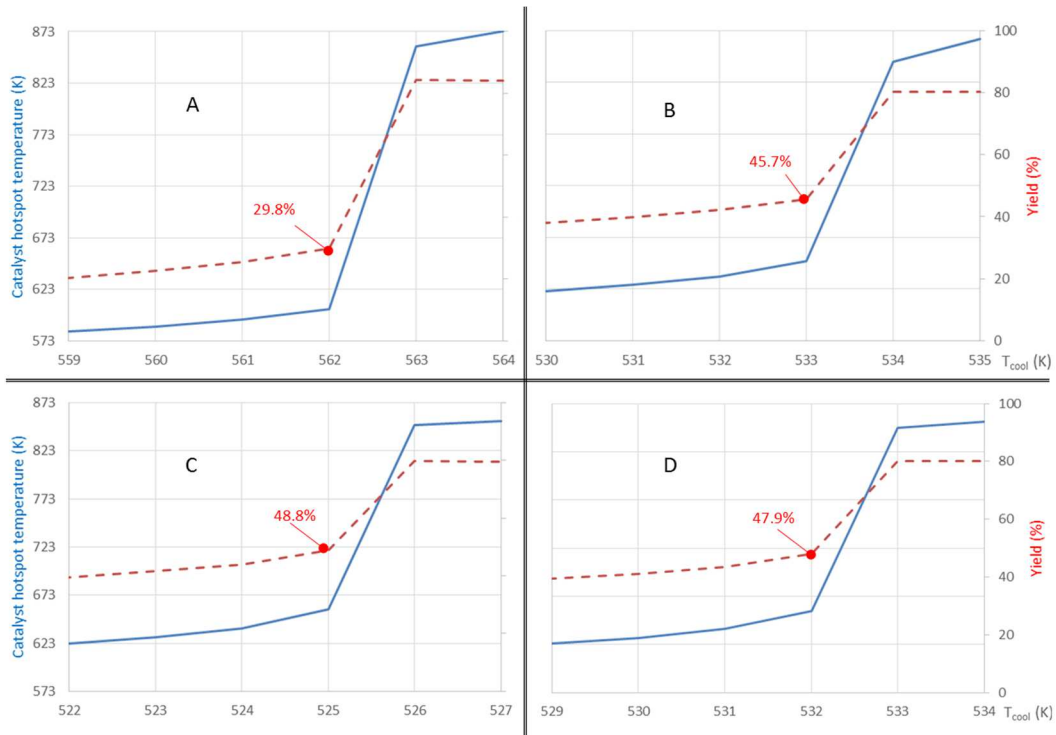 873
823
773
723
673
623
573
Catalyst hotspot temperature (K)
A
29.8%
559 560 561 562 563 564
100
80
60
40
20
0
Yield (%)
B
45.7%
530 531 532 533 534 535 Tcool (K)
873
823
773
723
673
623
573
Catalyst hotspot temperature (K)
C
48.8%
522 523 524 525 526 527
100
80
60
40
20
0
Yield (%)
D
47.9%
529 530 531 532 533 534 Tcool (K)